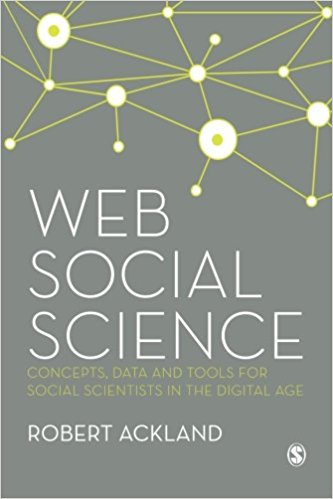 WEB
SOCIAL
SCIENCE
CONCEPTS, DATA AND TOOLS FOR
SOCIAL SCIENTISTS IN THE DIGITAL AGE
ROBERT ACKLAND
S